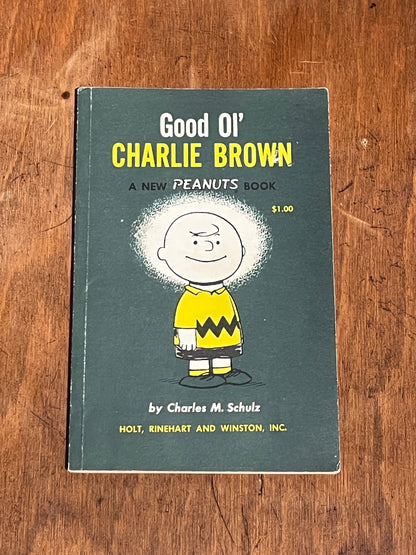 Good Ol'
CHARLIE BROWN
A NEW PEANUTS BOOK
$1.00
by Charles M. Schulz
HOLT, RINEHART AND WINSTON, INC.